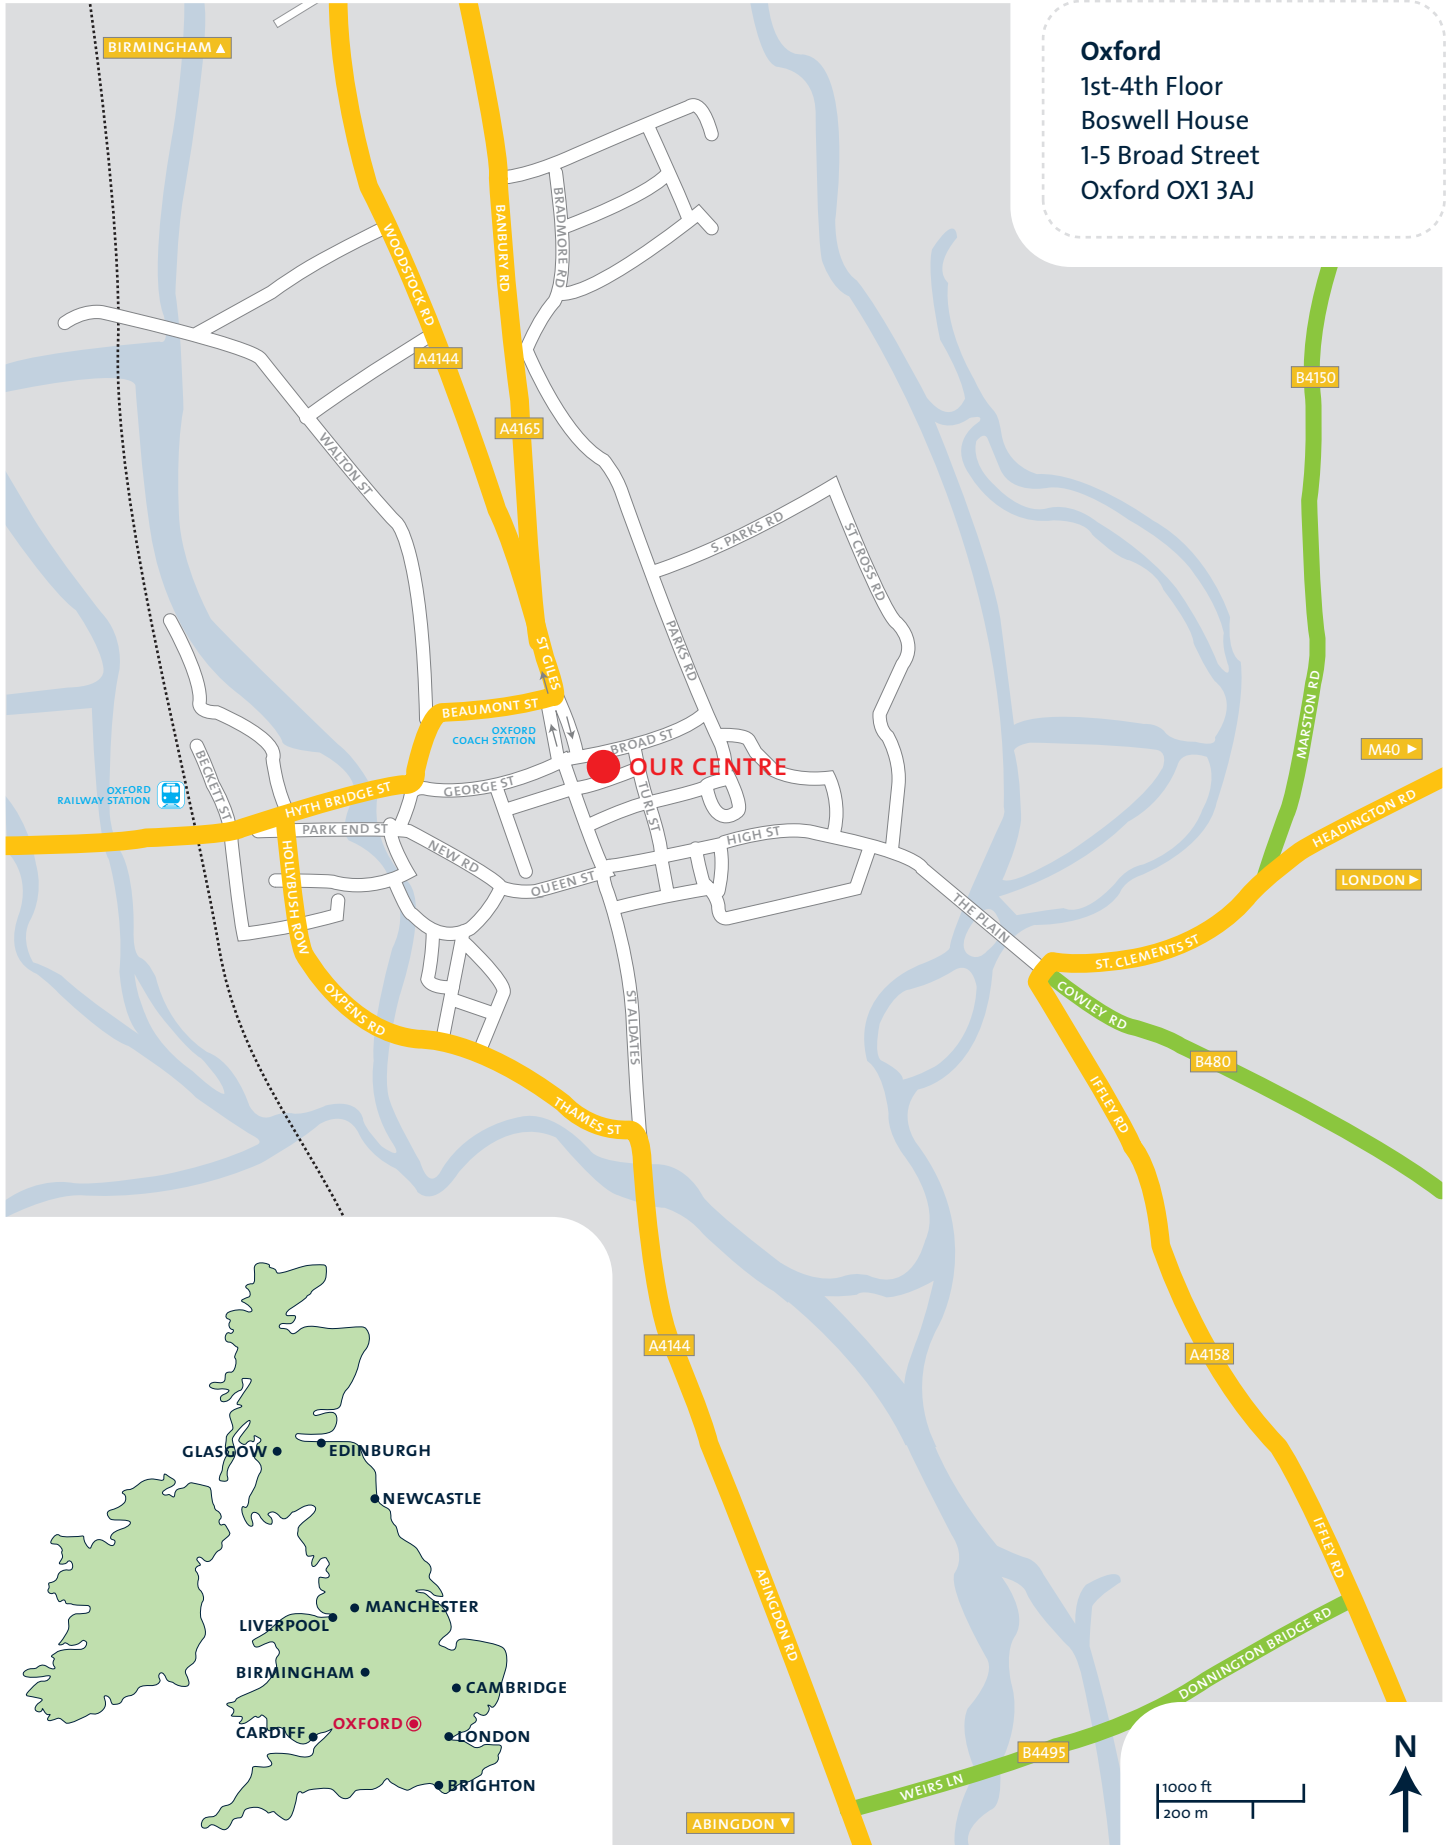 BIRMINGHAM ▲
Oxford
1st-4th Floor
Boswell House
1-5 Broad Street
Oxford OX1 3AJ
BRADMORE RD
BANBURY RD
WOODSTOCK RD
A4144
B4150
A4165
WALTON ST
S. PARKS RD
ST CROSS RD
PARKS RD
ST GILES
MARSTON RD
BEAUMONT ST
OXFORD
COACH STATION
BROAD ST
M40 ►
OUR CENTRE
BECKETT ST
OXFORD
RAILWAY STATION
GEORGE ST
HYTH BRIDGE ST
TURL ST
HEADINGTON RD
PARK END ST
HIGH ST
NEW RD
QUEEN ST
LONDON ►
HOLLYBUSH ROW
THE PLAIN
ST. CLEMENTS ST
OXPENS RD
COWLEY RD
ST ALDATES
B480
IFFLEY RD
THAMES ST
A4144
A4158
IFFLEY RD
ABINGDON RD
DONNINGTON BRIDGE RD
B4495
WEIRS LN
ABINGDON ▼
GLASGOW
EDINBURGH
NEWCASTLE
MANCHESTER
LIVERPOOL
BIRMINGHAM
CAMBRIDGE
OXFORD
CARDIFF
LONDON
BRIGHTON
N
1000 ft
200 m